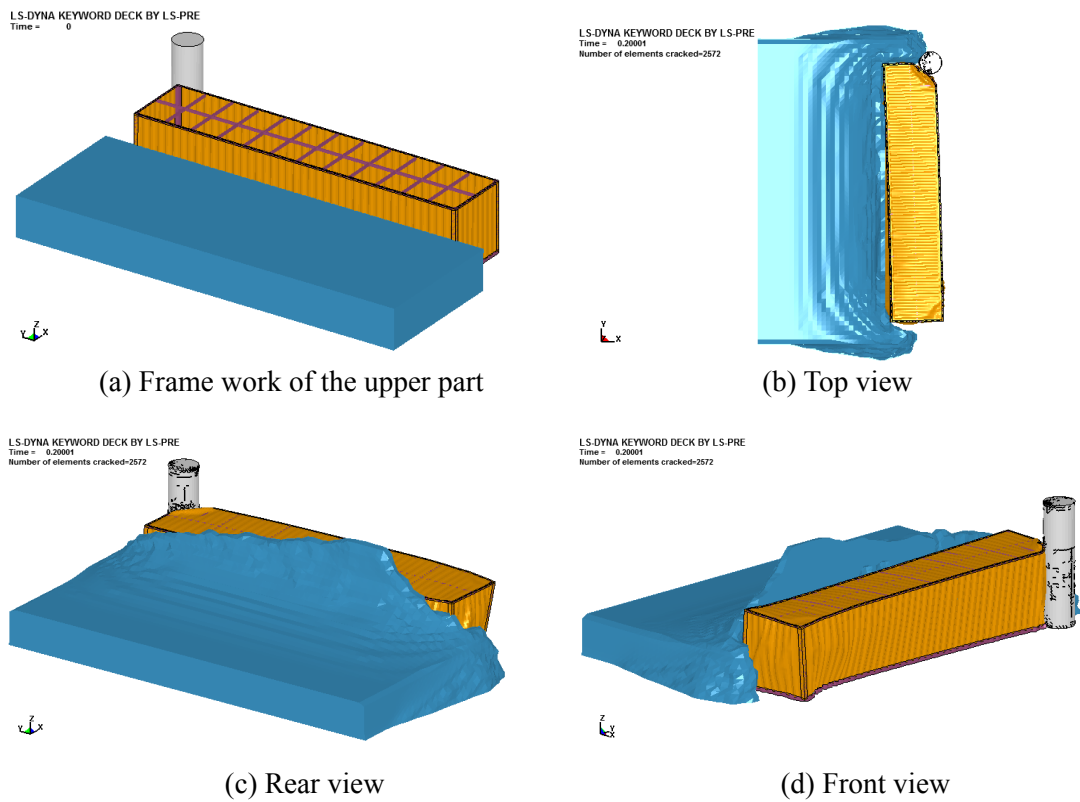 LS-DYNA KEYWORD DECK BY LS-PRE
Time = 0
Z
Y X
(a) Frame work of the upper part
LS-DYNA KEYWORD DECK BY LS-PRE
Time = 0.20001
Number of elements cracked=2572
Y
X
(b) Top view
LS-DYNA KEYWORD DECK BY LS-PRE
Time = 0.20001
Number of elements cracked=2572
Z
Y X
(c) Rear view
LS-DYNA KEYWORD DECK BY LS-PRE
Time = 0.20001
Number of elements cracked=2572
Z
Y
X
(d) Front view